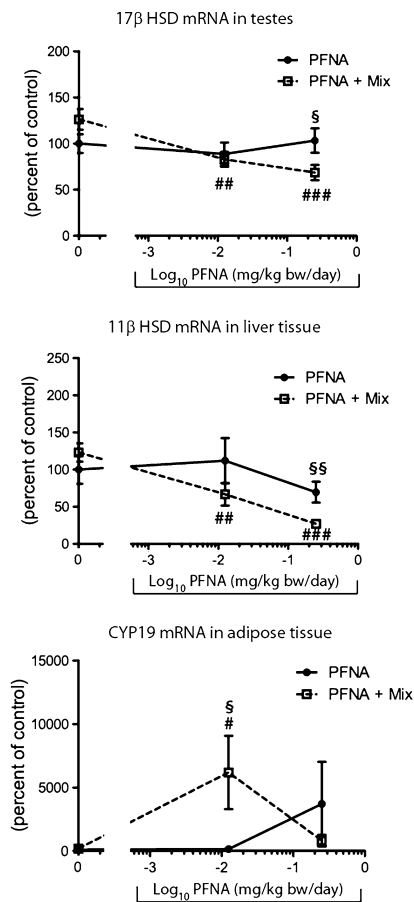 17β HSD mRNA in testes
PFNA
PFNA + Mix
(percent of control)
200
150
100
50
0
§
##
###
0 -3 -2 -1 0
Log10 PFNA (mg/kg bw/day)
11β HSD mRNA in liver tissue
PFNA
PFNA + Mix
(percent of control)
250
200
150
100
50
0
§§
##
###
0 -3 -2 -1 0
Log10 PFNA (mg/kg bw/day)
CYP19 mRNA in adipose tissue
PFNA
PFNA + Mix
(percent of control)
15000
10000
5000
0
§
#
0 -3 -2 -1 0
Log10 PFNA (mg/kg bw/day)